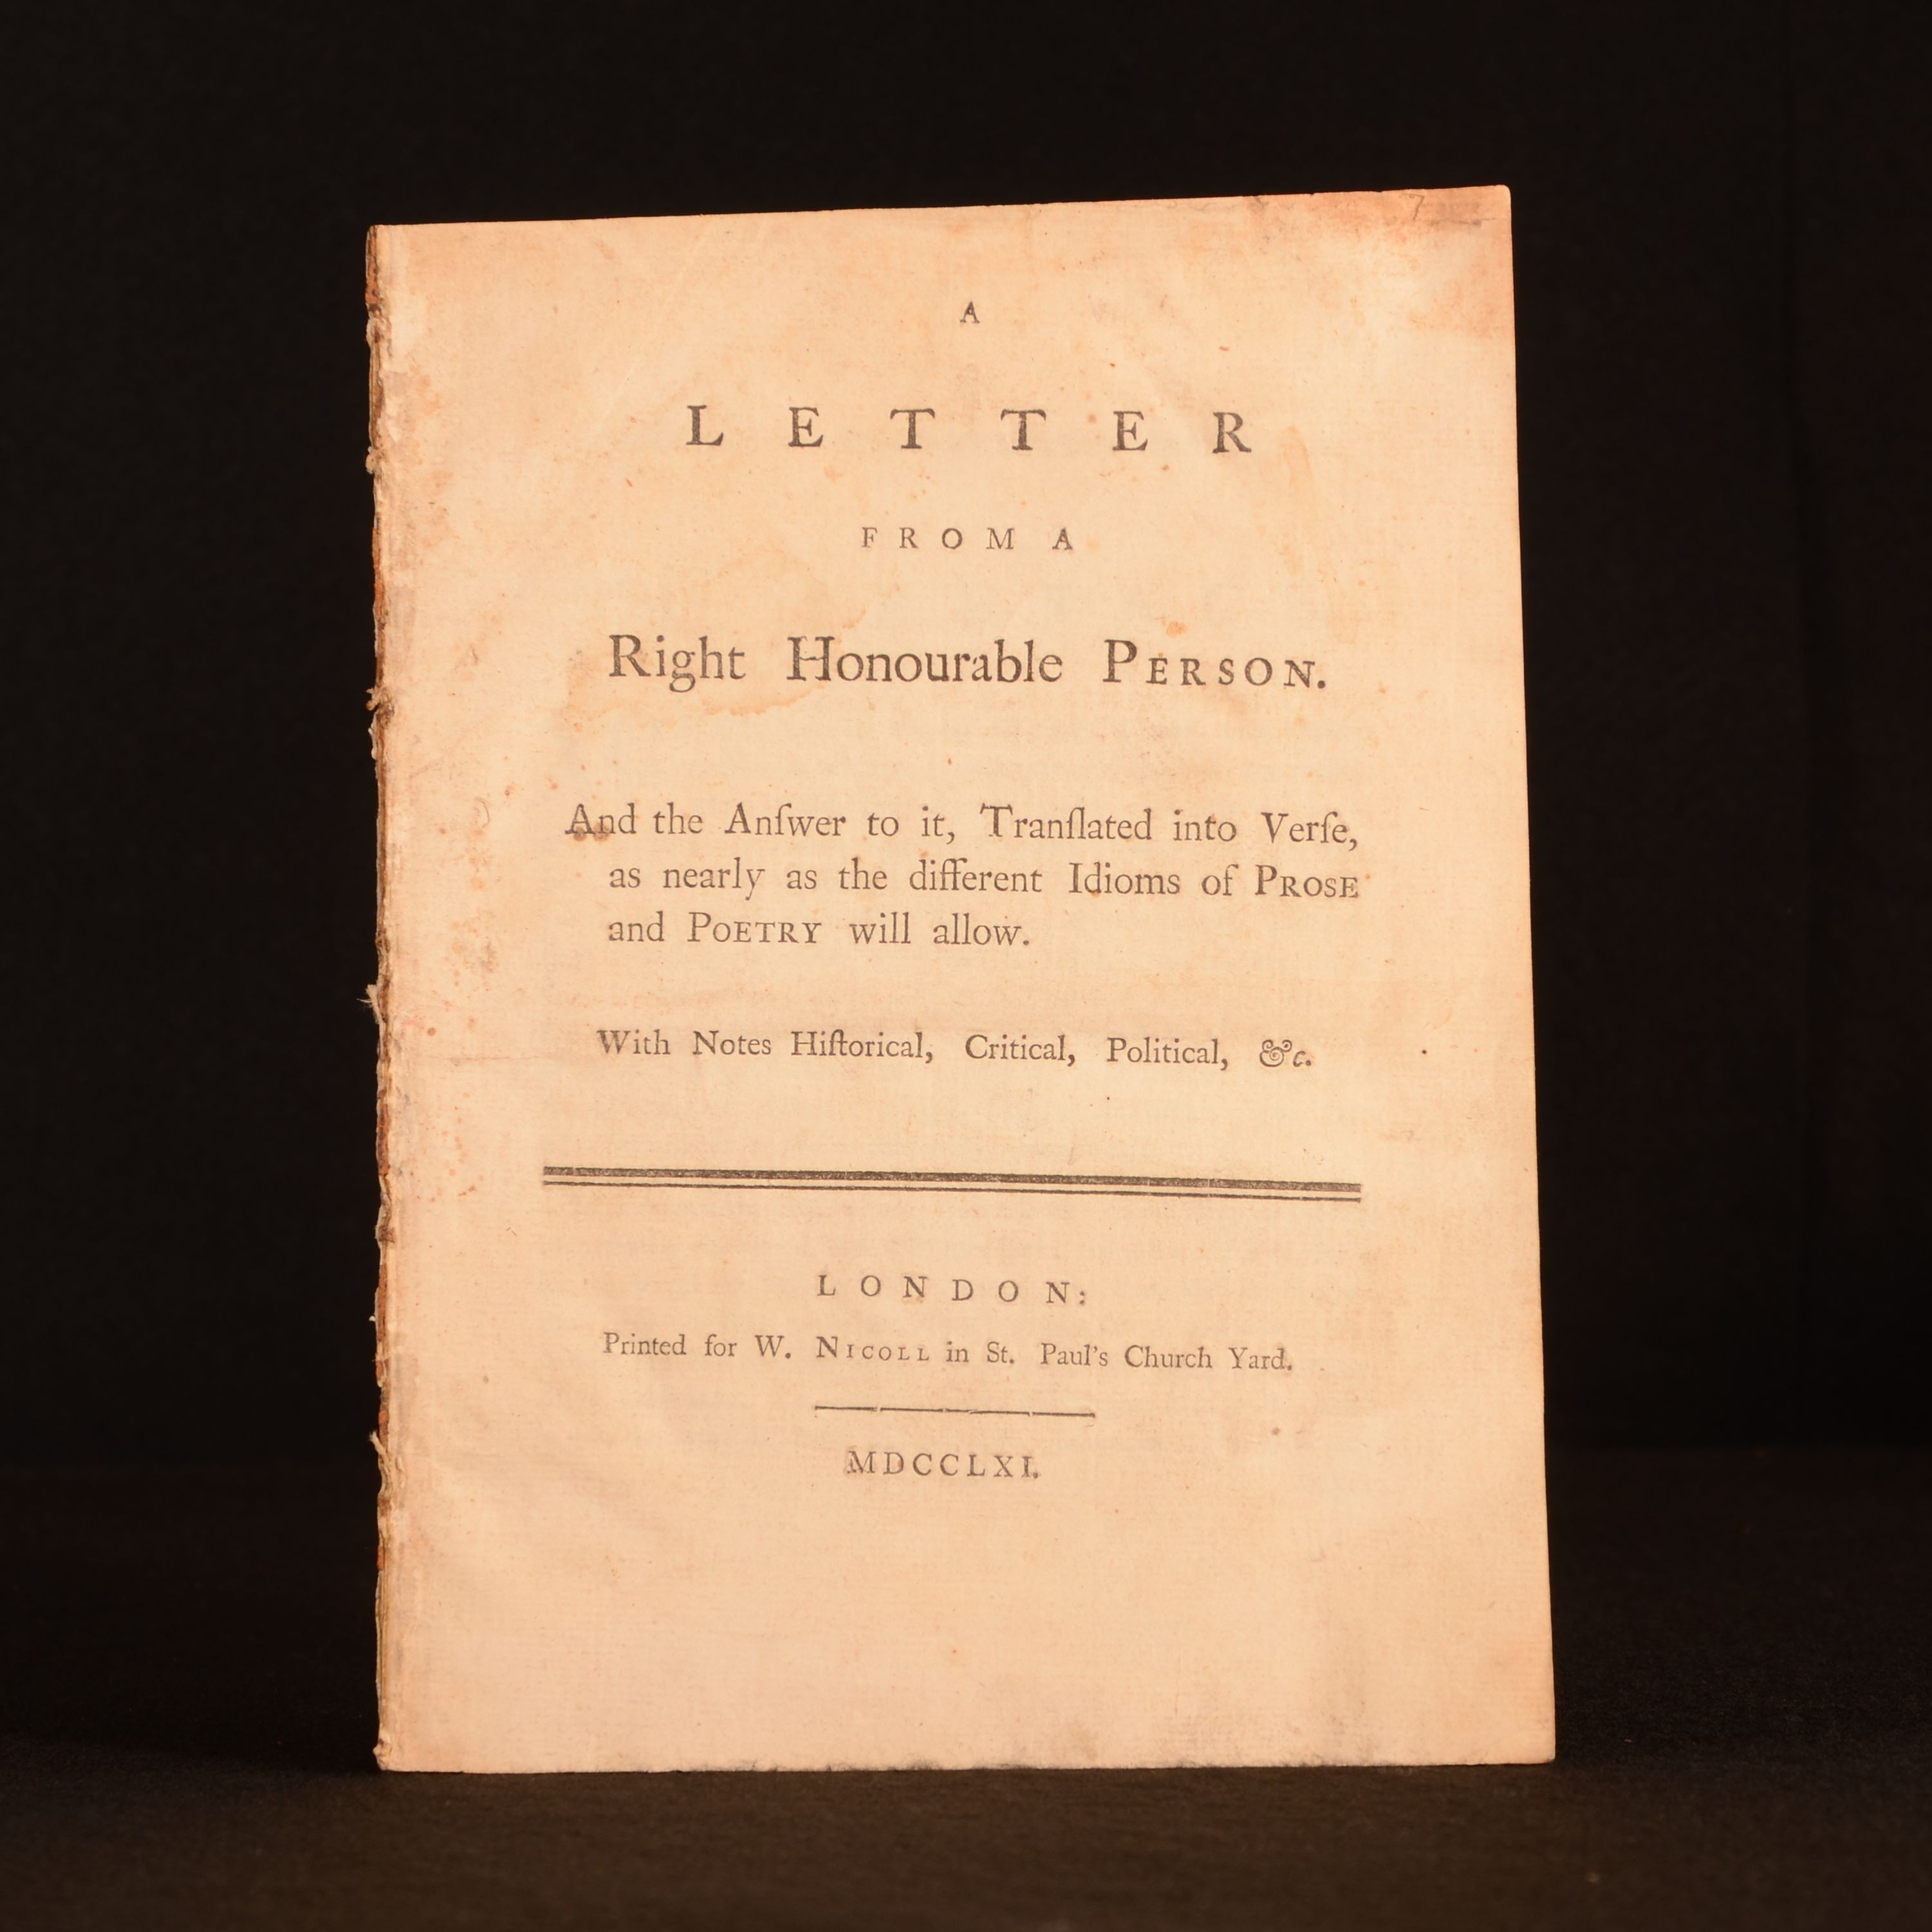 7
A
LETTER
FROM A
Right Honourable PERSON.
And the Anſwer to it, Tranſlated into Verſe,
as nearly as the different Idioms of PROSE
and POETRY will allow.
With Notes Hiſtorical, Critical, Political, &c.
LONDON:
Printed for W. NICOLL in St. Paul's Church Yard.
MDCCLXI.